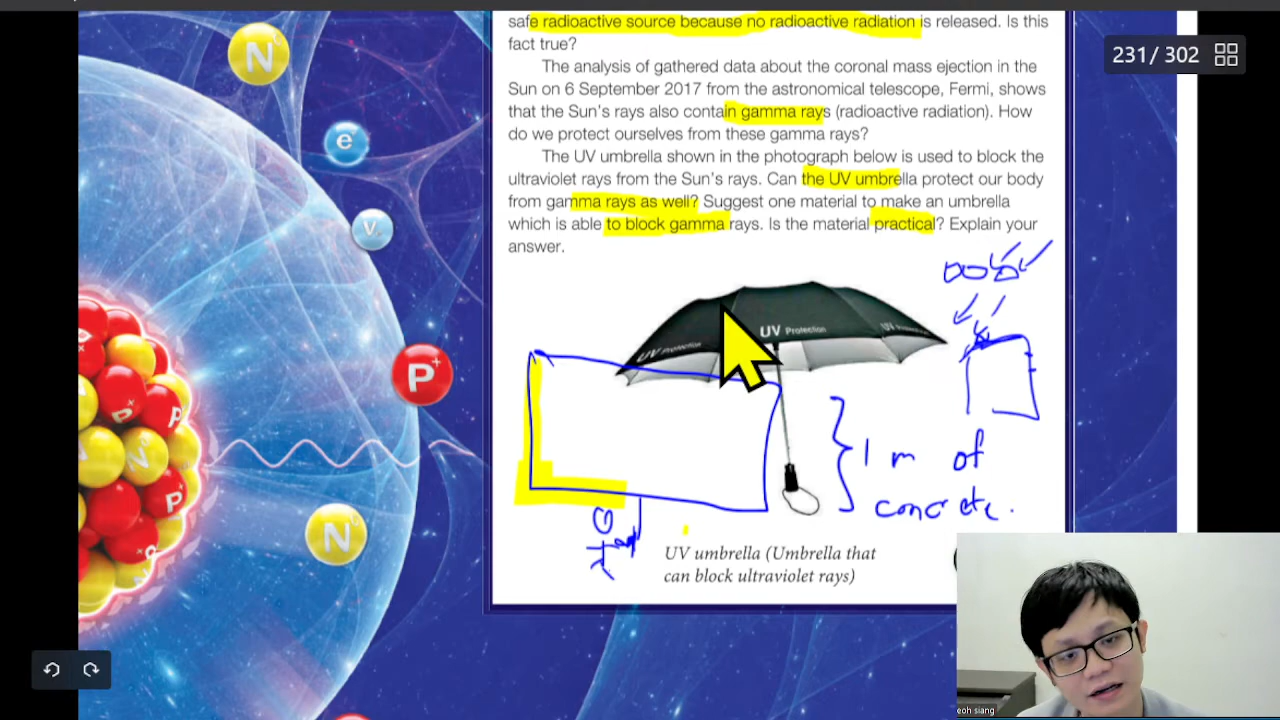 safe radioactive source because no radioactive radiation is released. Is this
fact true?
The analysis of gathered data about the coronal mass ejection in the
Sun on 6 September 2017 from the astronomical telescope, Fermi, shows
that the Sun's rays also contain gamma rays (radioactive radiation). How
do we protect ourselves from these gamma rays?
The UV umbrella shown in the photograph below is used to block the
ultraviolet rays from the Sun's rays. Can the UV umbrella protect our body
from gamma rays as well? Suggest one material to make an umbrella
which is able to block gamma rays. Is the material practical? Explain your
answer.
231 / 302
N
e
P+
N
P
P
UV Protection
UV Protection
UV Protection
1 m of
concrete.
UV umbrella (Umbrella that
can block ultraviolet rays)
eoh siang